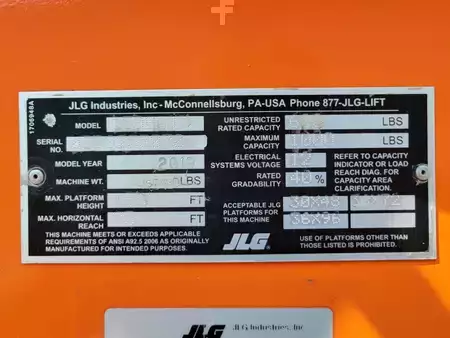 1706948A
JLG Industries, Inc - McConnellsburg, PA-USA Phone 877-JLG-LIFT
MODEL
SERIAL NO.
MODEL YEAR
MACHINE WT. LBS
MAX. PLATFORM HEIGHT FT
MAX. HORIZONTAL REACH FT
THIS MACHINE MEETS OR EXCEEDS APPLICABLE
REQUIREMENTS OF ANSI A92.5 2006 AS ORIGINALLY
MANUFACTURED FOR INTENDED PURPOSES.
JLG
UNRESTRICTED RATED CAPACITY LBS
MAXIMUM CAPACITY LBS
ELECTRICAL SYSTEMS VOLTAGE 12
RATED GRADABILITY %
REFER TO CAPACITY
INDICATOR OR LOAD
REACH DIAG. FOR
CAPACITY AREA
CLARIFICATION.
ACCEPTABLE JLG
PLATFORMS FOR
THIS MACHINE
36X96
USE OF PLATFORMS OTHER THAN THOSE
LISTED IS PROHIBITED.
JLG JLG Industries, Inc.